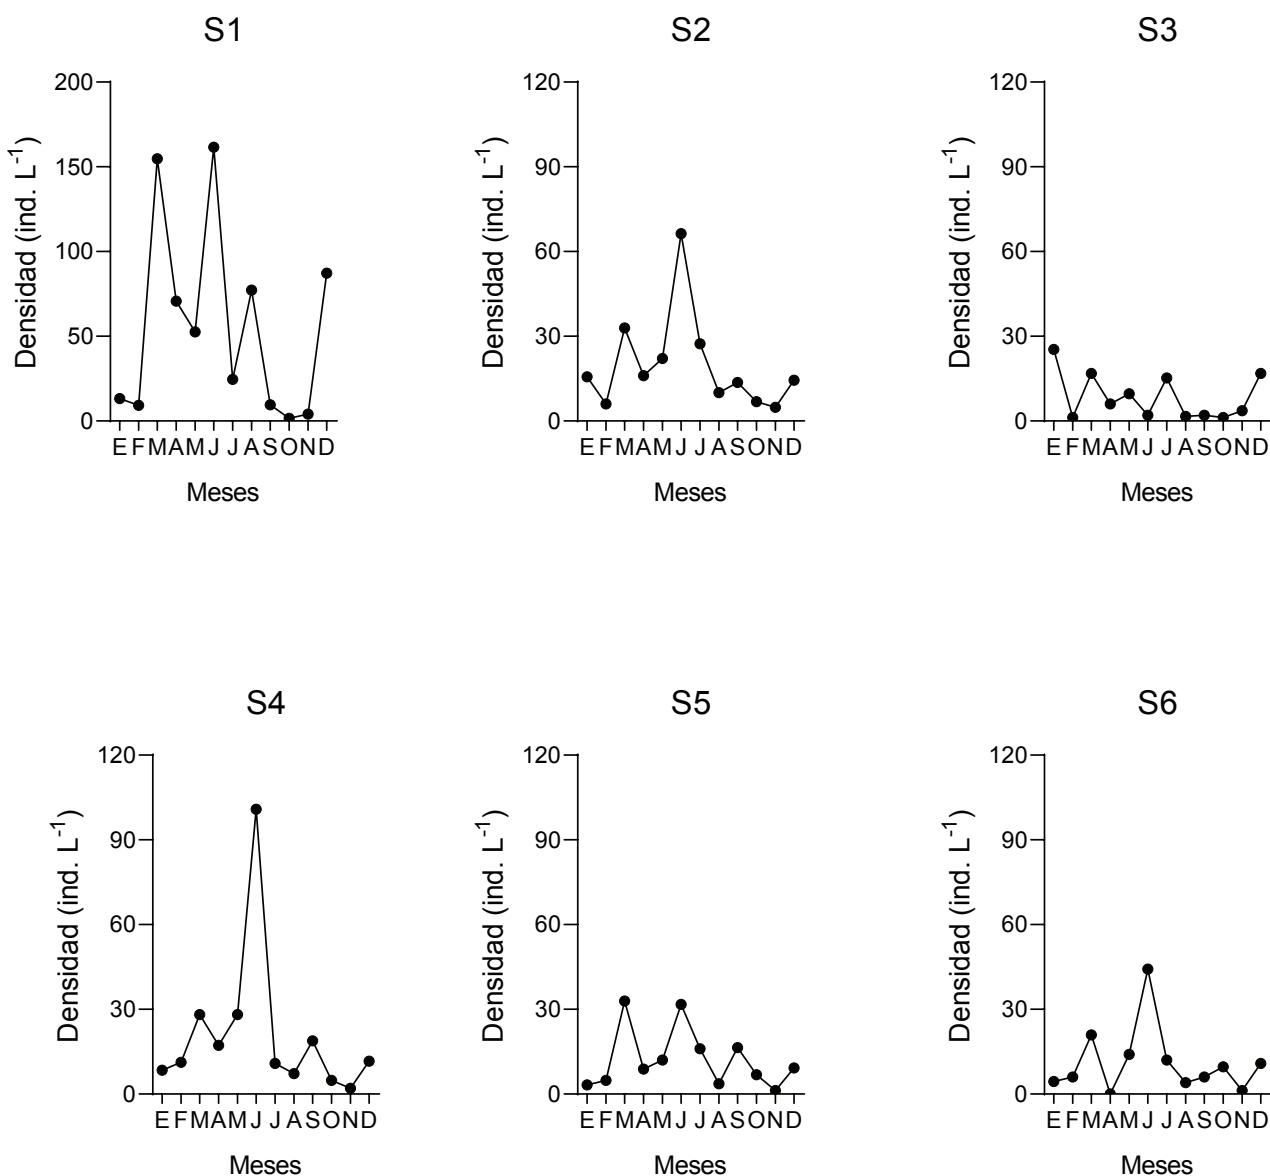 S1
S2
S3
200
150
100
50
0
Densidad (ind. L-1)
E F M A M J J A S O N D
Meses
120
90
60
30
0
Densidad (ind. L-1)
E F M A M J J A S O N D
Meses
120
90
60
30
0
Densidad (ind. L-1)
E F M A M J J A S O N D
Meses
S4
S5
S6
120
90
60
30
0
Densidad (ind. L-1)
E F M A M J J A S O N D
Meses
120
90
60
30
0
Densidad (ind. L-1)
E F M A M J J A S O N D
Meses
120
90
60
30
0
Densidad (ind. L-1)
E F M A M J J A S O N D
Meses